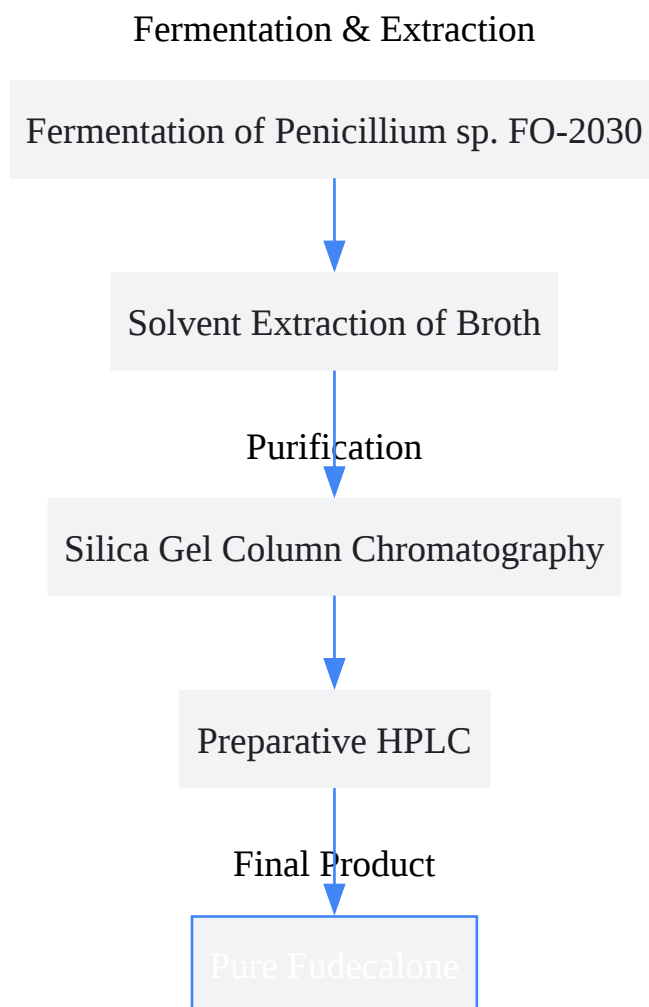 Fermentation & Extraction
Fermentation of Penicillium sp. FO-2030
Solvent Extraction of Broth
Purification
Silica Gel Column Chromatography
Preparative HPLC
Final Product
Pure Fudecalone